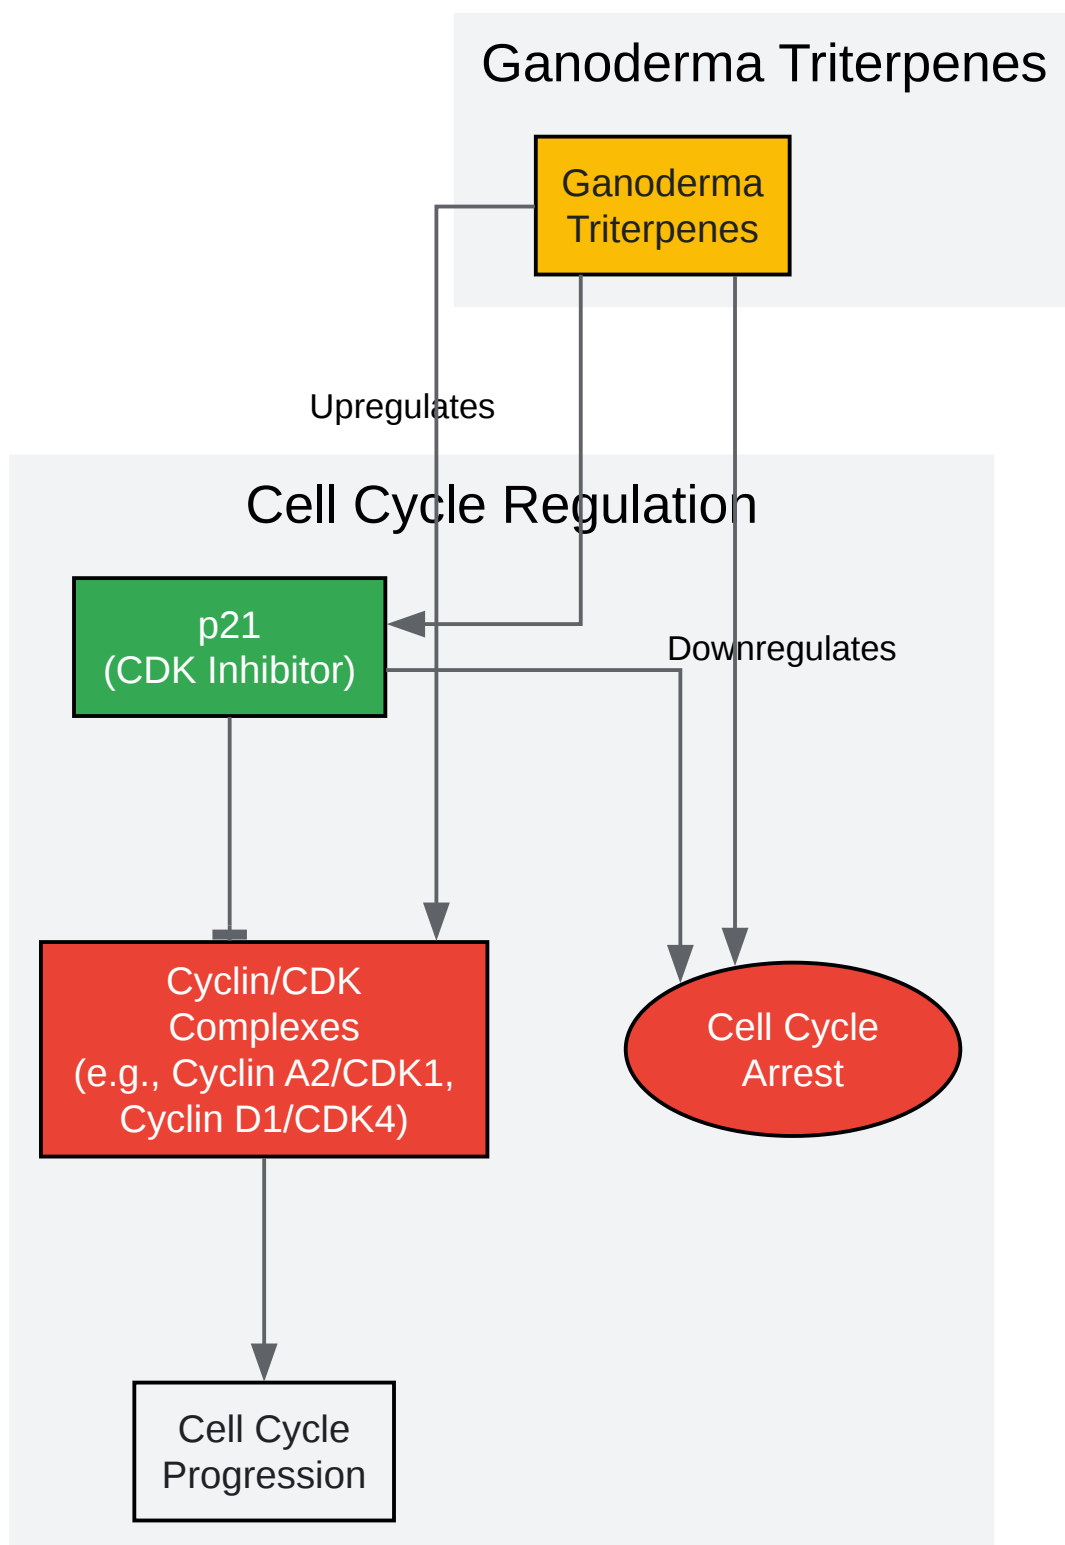 Ganoderma Triterpenes
Ganoderma
Triterpenes
Upregulates
Cell Cycle Regulation
p21
(CDK Inhibitor)
Downregulates
Cyclin/CDK
Complexes
(e.g., Cyclin A2/CDK1,
Cyclin D1/CDK4)
Cell Cycle
Arrest
Cell Cycle
Progression